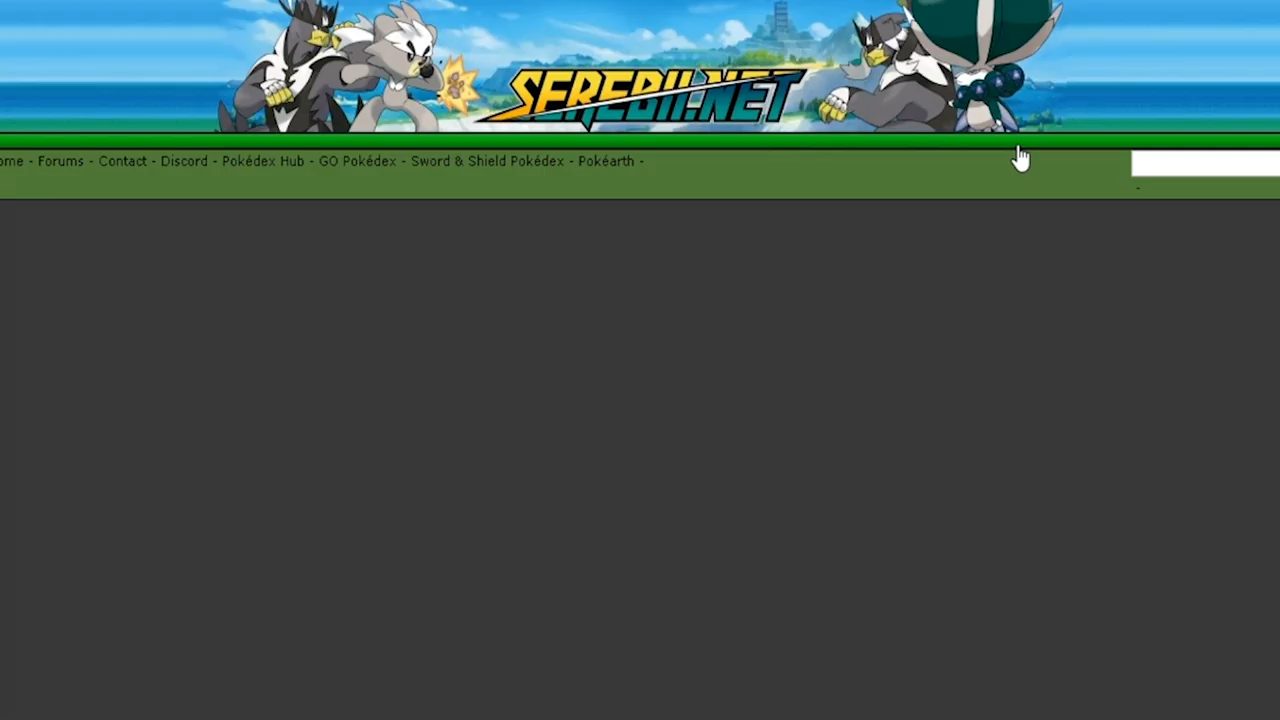 SEREBII.NET
ome - Forums - Contact - Discord - Pokédex Hub - GO Pokédex - Sword & Shield Pokédex - Pokéarth -
-